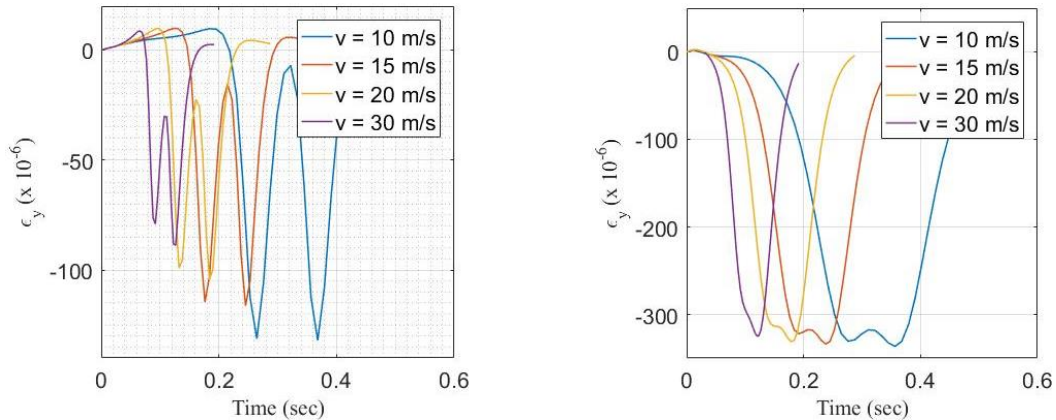 0
-50
-100
ϵ_y (x 10^-6)
0 0.2 0.4 0.6
Time (sec)
v = 10 m/s
v = 15 m/s
v = 20 m/s
v = 30 m/s
0
-100
-200
-300
ϵ_y (x 10^-6)
0 0.2 0.4 0.6
Time (sec)
v = 10 m/s
v = 15 m/s
v = 20 m/s
v = 30 m/s